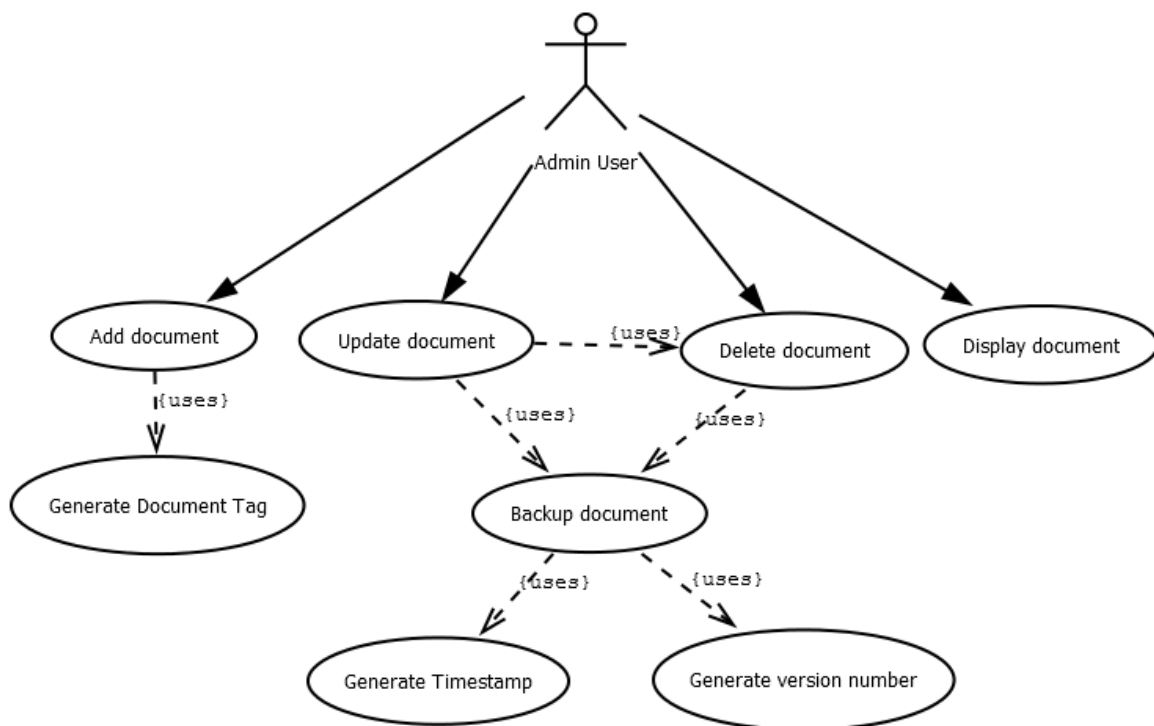 Admin User
Add document
Update document
{uses}
Delete document
Display document
{uses}
{uses}
{uses}
Generate Document Tag
Backup document
{uses}
{uses}
Generate Timestamp
Generate version number